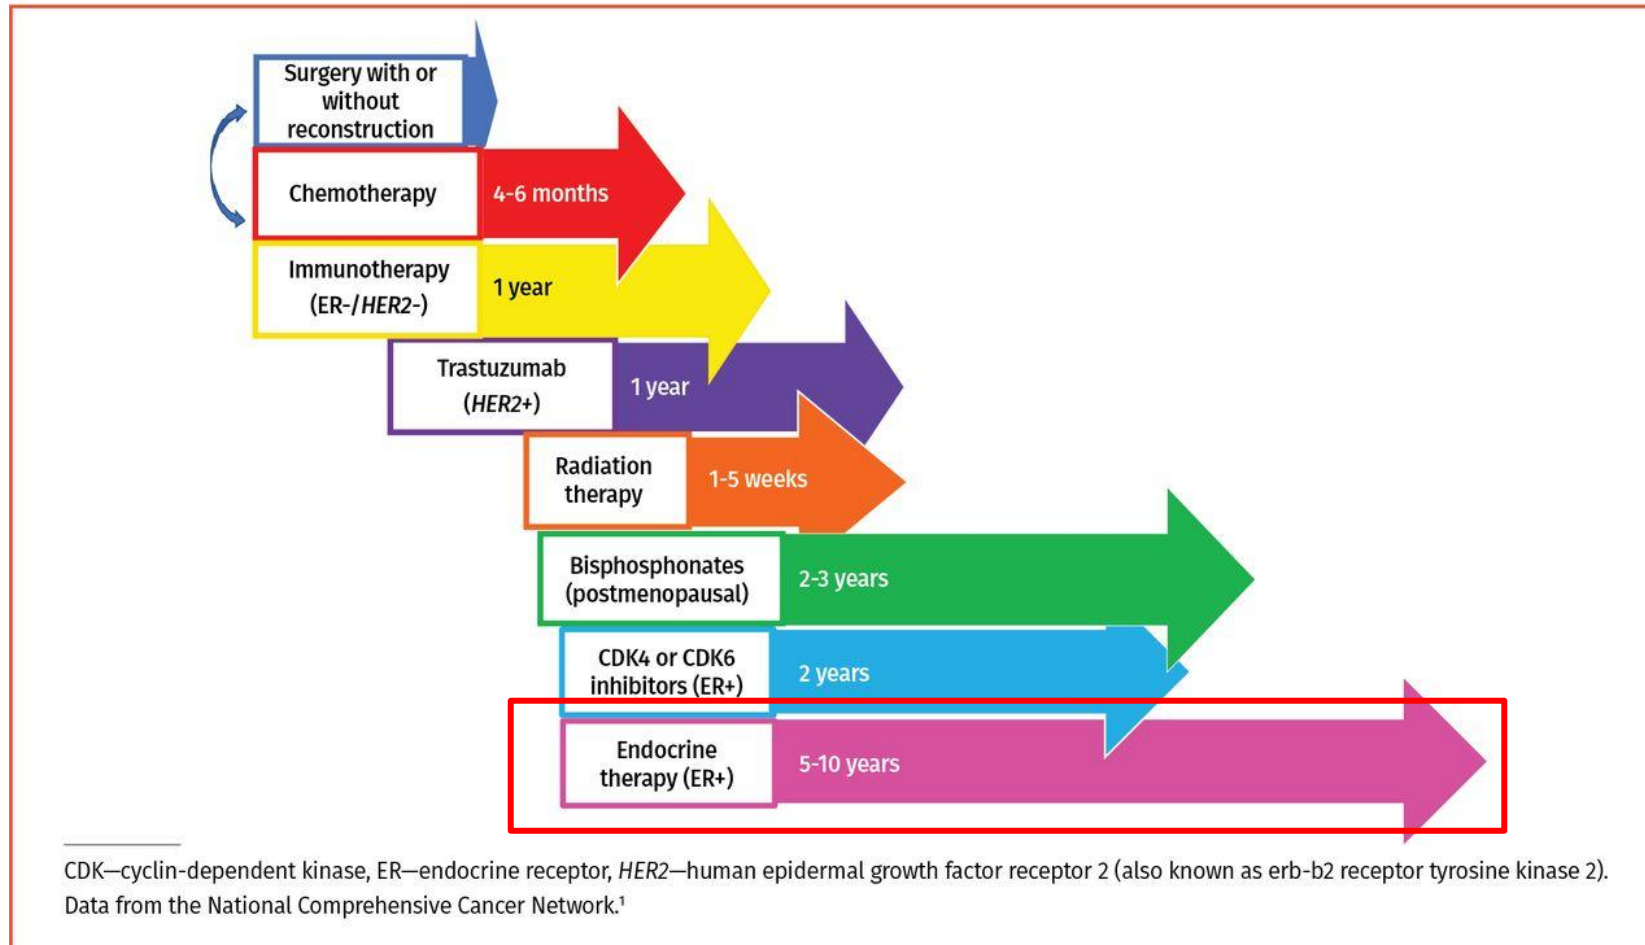 Surgery with or
without
reconstruction
Chemotherapy
4-6 months
Immunotherapy
(ER-/HER2-)
1 year
Trastuzumab
(HER2+)
1 year
Radiation
therapy
1-5 weeks
Bisphosphonates
(postmenopausal)
2-3 years
CDK4 or CDK6
inhibitors (ER+)
2 years
Endocrine
therapy (ER+)
5-10 years
CDK—cyclin-dependent kinase, ER—endocrine receptor, HER2—human epidermal growth factor receptor 2 (also known as erb-b2 receptor tyrosine kinase 2).
Data from the National Comprehensive Cancer Network.¹